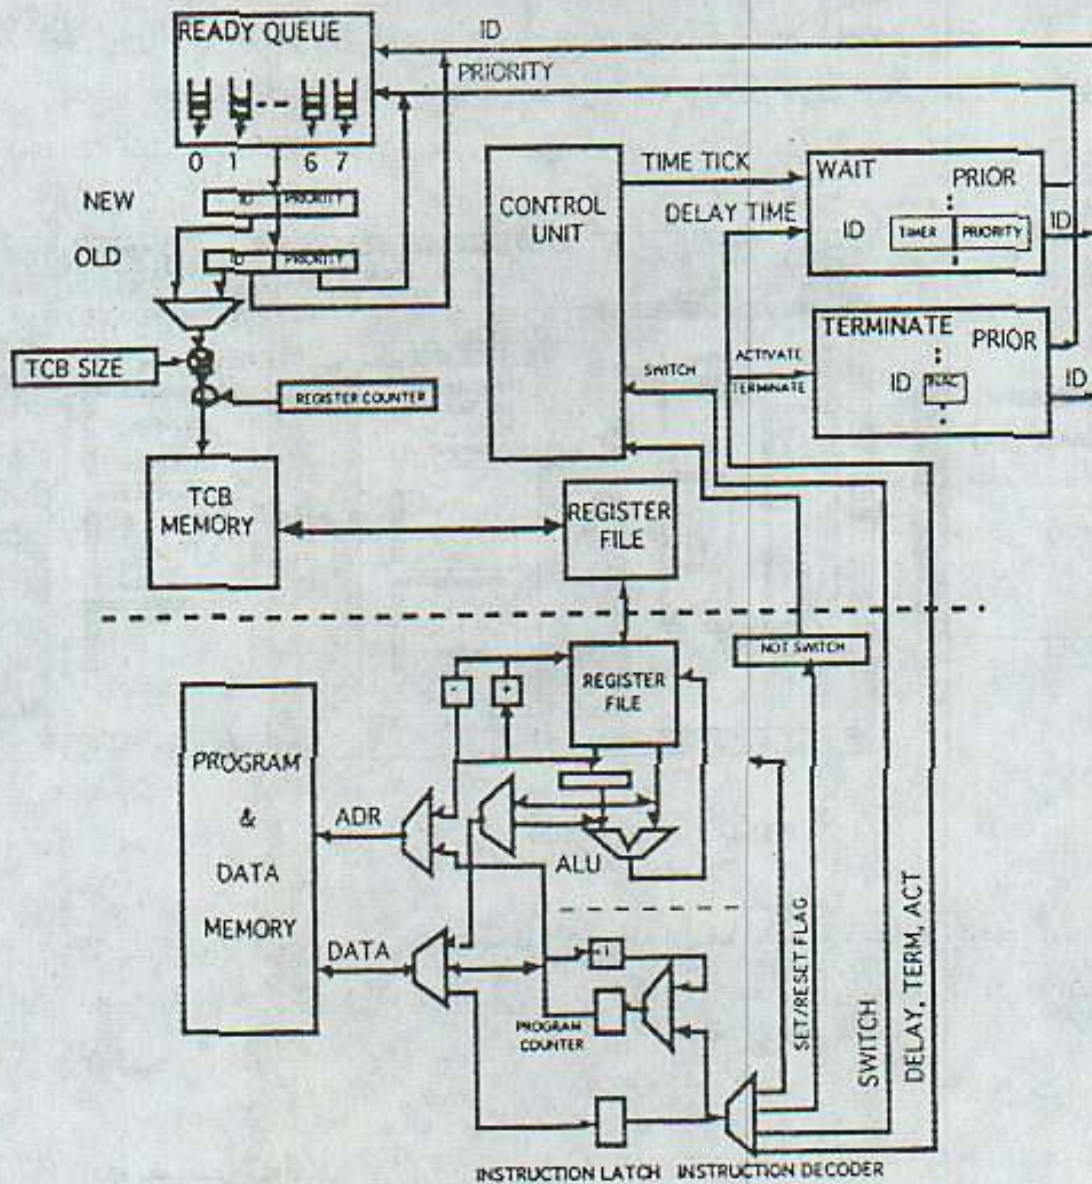 READY QUEUE
ID
PRIORITY
0 1 6 7
NEW
ID PRIORITY
OLD
ID PRIORITY
CONTROL
UNIT
TIME TICK
DELAY TIME
WAIT
PRIOR
ID
TIMER PRIORITY
ID
TERMINATE
PRIOR
ID
ID
SWITCH
ACTIVATE
TERMINATE
TCB SIZE
REGISTER COUNTER
TCB
MEMORY
REGISTER
FILE
NOT SWITCH
- +
REGISTER
FILE
PROGRAM
&
DATA
MEMORY
ADR
ALU
DATA
PROGRAM
COUNTER
SET/RESET FLAG
SWITCH
DELAY, TERM, ACT
INSTRUCTION LATCH INSTRUCTION DECODER